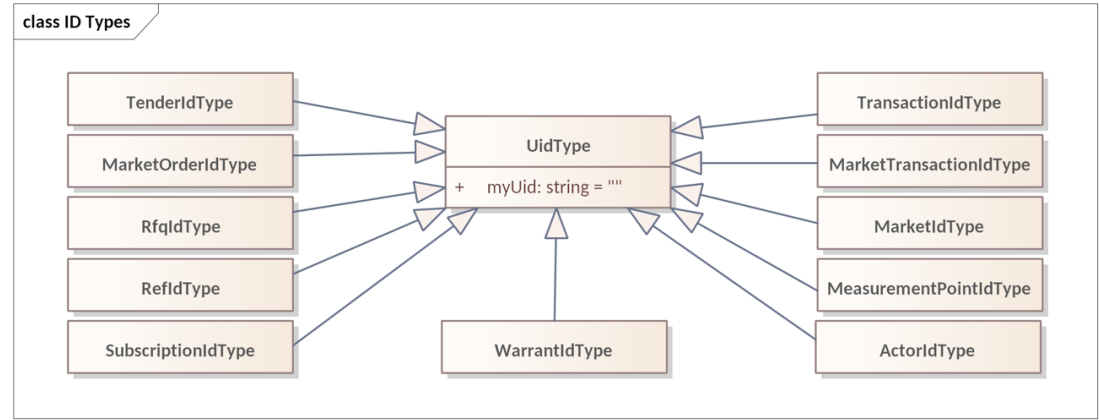 class ID Types
TenderIdType
MarketOrderIdType
RfqIdType
RefIdType
SubscriptionIdType
UidType
+ myUid: string = ""
WarrantIdType
TransactionIdType
MarketTransactionIdType
MarketIdType
MeasurementPointIdType
ActorIdType